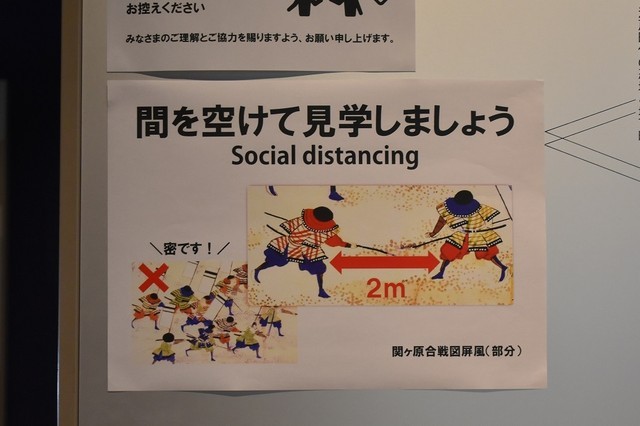 お控えください
みなさまのご理解とご協力を賜りますよう、お願い申し上げます。
間を空けて見学しましょう
Social distancing
＼密です！／
2m
関ヶ原合戦図屏風（部分）